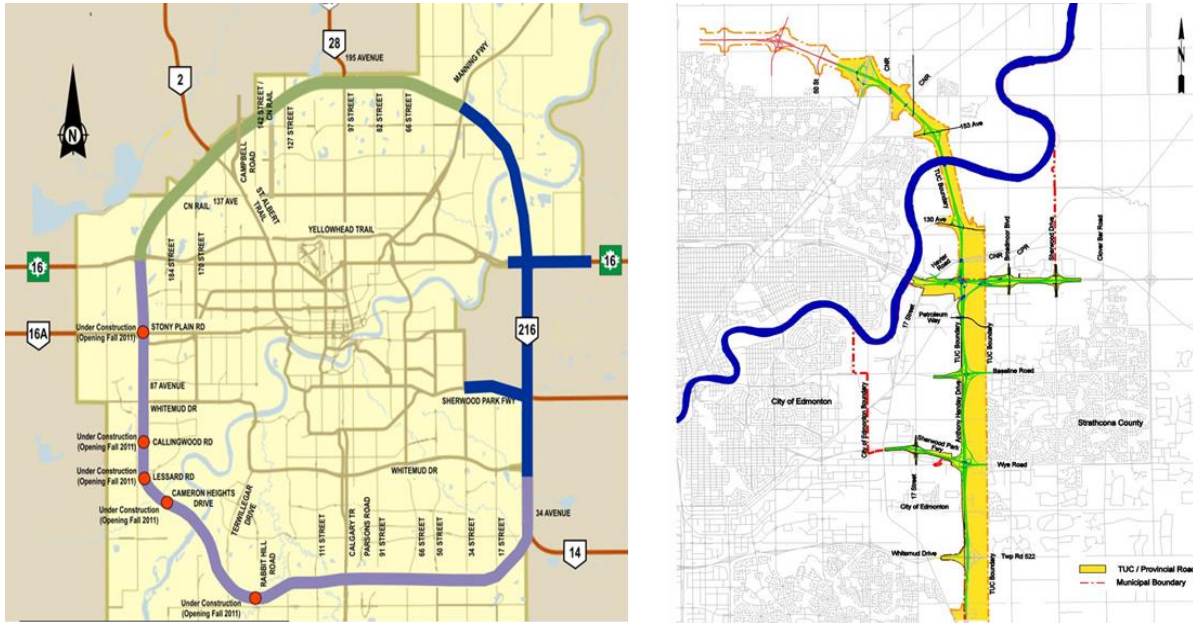 28
195 AVENUE
2
MANNING FWY
N
142 STREET /
CN RAIL
127 STREET
97 STREET
82 STREET
66 STREET
CAMPBELL
ROAD
137 AVE
CN RAIL
ST. ALBERT
TRAIL
YELLOWHEAD TRAIL
16
184 STREET
170 STREET
16
16A
Under Construction
(Opening Fall 2011)
STONY PLAIN RD
216
87 AVENUE
WHITEMUD DR
SHERWOOD PARK FWY
Under Construction
(Opening Fall 2011)
CALLINGWOOD RD
Under Construction
(Opening Fall 2011)
LESSARD RD
WHITEMUD DR
CAMERON HEIGHTS
DRIVE
Under Construction
(Opening Fall 2011)
TERWILLEGAR
DRIVE
RABBIT HILL
ROAD
111 STREET
CALGARY TR
PARSONS ROAD
91 STREET
66 STREET
50 STREET
34 STREET
17 STREET
34 AVENUE
14
Under Construction
(Opening Fall 2011)
N
CNR
CNR
153 Ave
TUC Boundary
130 Ave
CNR
CPR
Broadmoor Blvd
Sherwood Drive
Clover Bar Road
17 Street
Petroleum
Way
TUC Boundary
TUC Boundary
Baseline Road
City of Edmonton
City of Edmonton Boundary
Anthony Henday Drive
Strathcona County
Sherwood Park
Fwy
Wye Road
17 Street
City of Edmonton
Whitemud Drive
Twp Rd 522
TUC Boundary
TUC / Provincial Road
Municipal Boundary